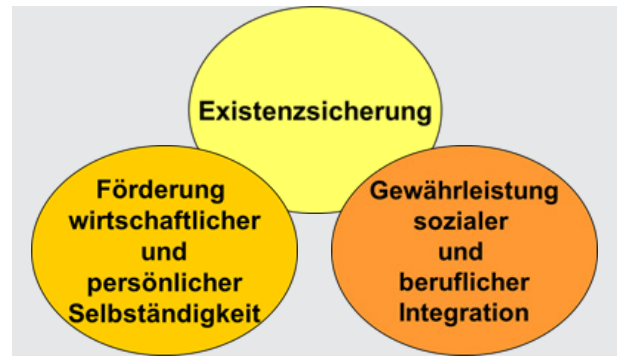 Existenzsicherung
Förderung
wirtschaftlicher
und
persönlicher
Selbständigkeit
Gewährleistung
sozialer
und
beruflicher
Integration